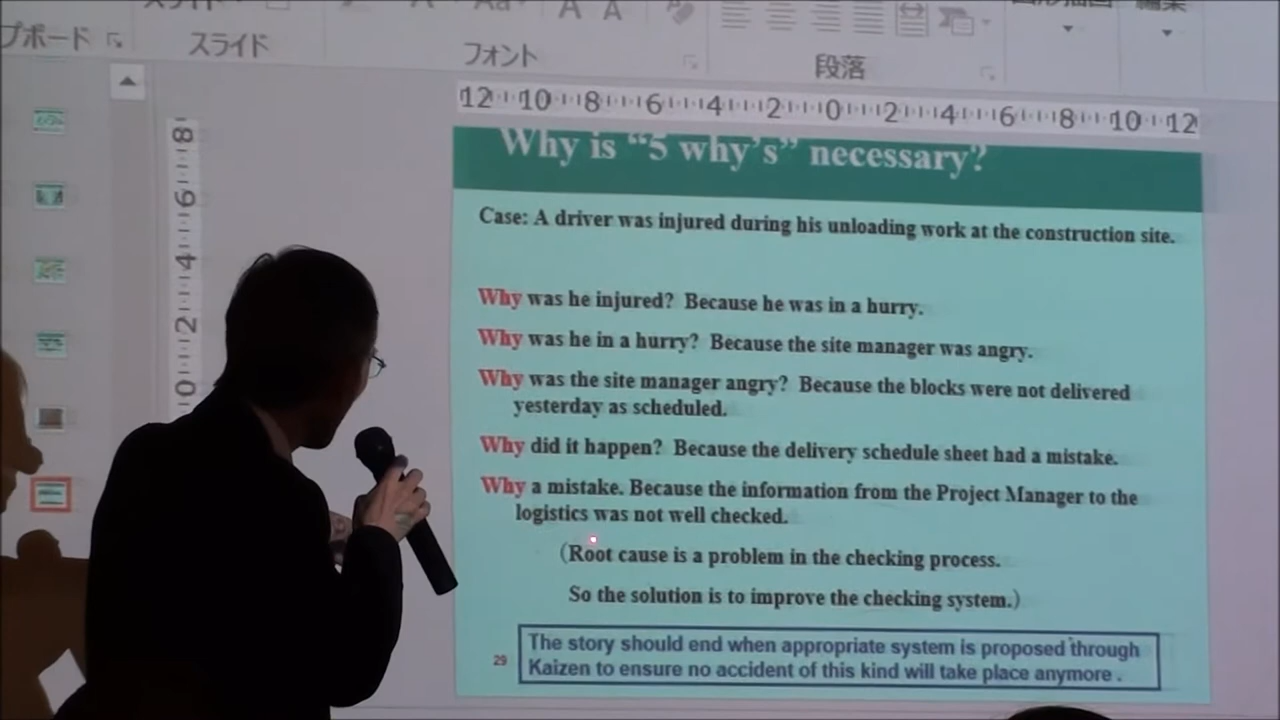 プボード
スライド
フォント
段落
12 10 8 6 4 2 0 2 4 6 8 10 12
8 6 4 2 0
Why is “5 why’s” necessary?
Case: A driver was injured during his unloading work at the construction site.
Why was he injured? Because he was in a hurry.
Why was he in a hurry? Because the site manager was angry.
Why was the site manager angry? Because the blocks were not delivered
yesterday as scheduled.
Why did it happen? Because the delivery schedule sheet had a mistake.
Why a mistake. Because the information from the Project Manager to the
logistics was not well checked.
(Root cause is a problem in the checking process.
So the solution is to improve the checking system.)
The story should end when appropriate system is proposed through
Kaizen to ensure no accident of this kind will take place anymore .
29